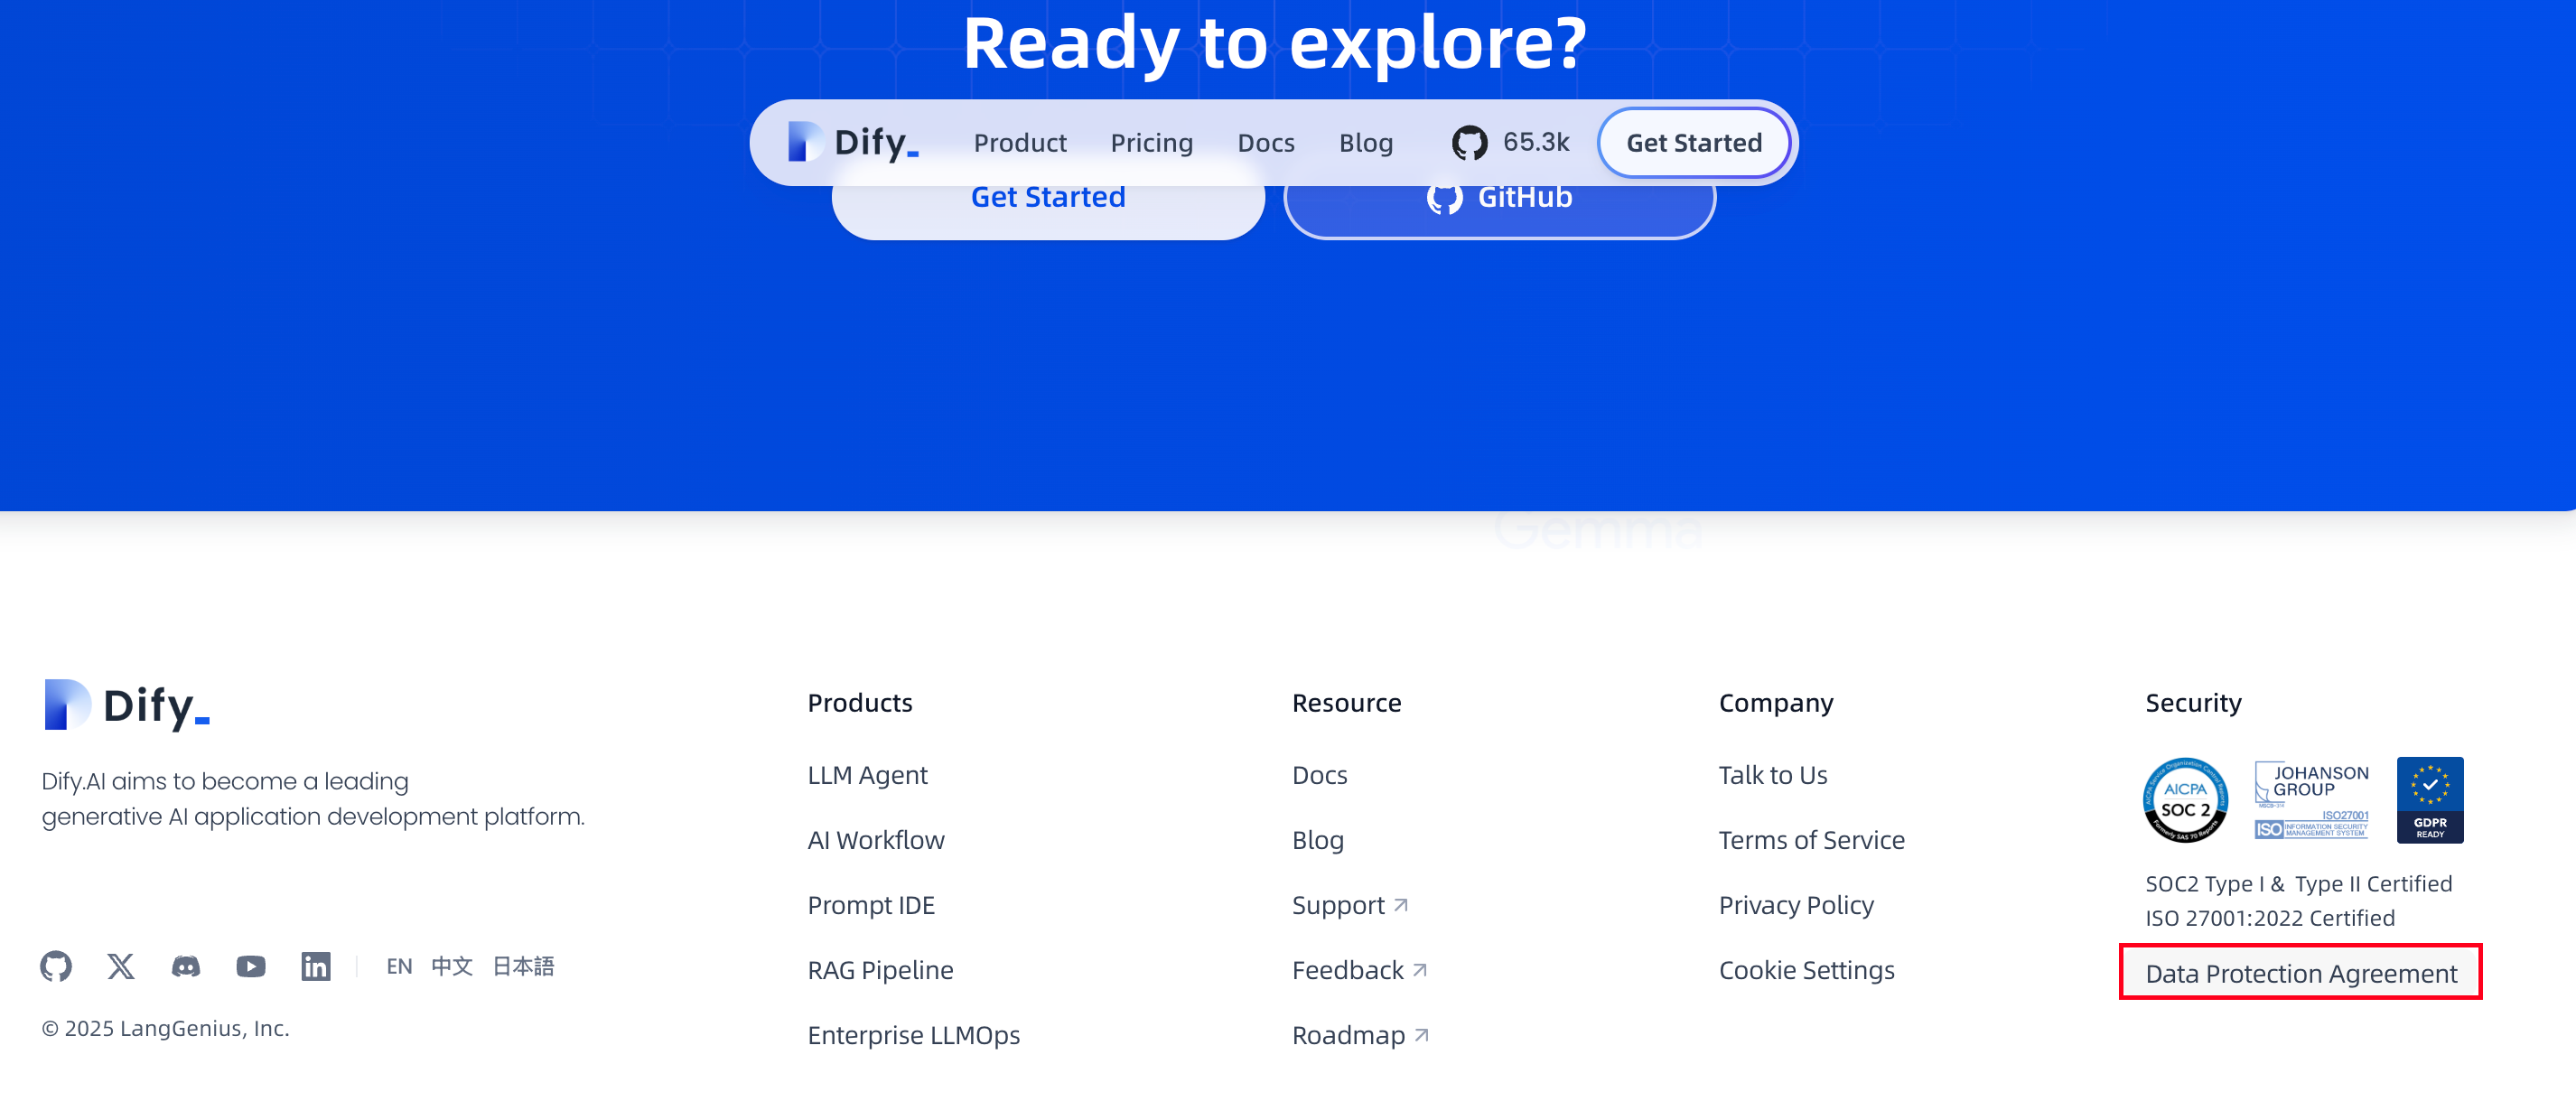 Ready to explore?
Dify_
Product
Pricing
Docs
Blog
65.3k
Get Started
Get Started
GitHub
Gemma
Dify_
Dify.AI aims to become a leading
generative AI application development platform.
EN 中文 日本語
© 2025 LangGenius, Inc.
Products
LLM Agent
AI Workflow
Prompt IDE
RAG Pipeline
Enterprise LLMOps
Resource
Docs
Blog
Support
Feedback
Roadmap
Company
Talk to Us
Terms of Service
Privacy Policy
Cookie Settings
Security
AICPA
SOC 2
JOHANSON
GROUP
ISO27001
ISO
INFORMATION SECURITY
MANAGEMENT SYSTEM
GDPR
READY
SOC2 Type I & Type II Certified
ISO 27001:2022 Certified
Data Protection Agreement